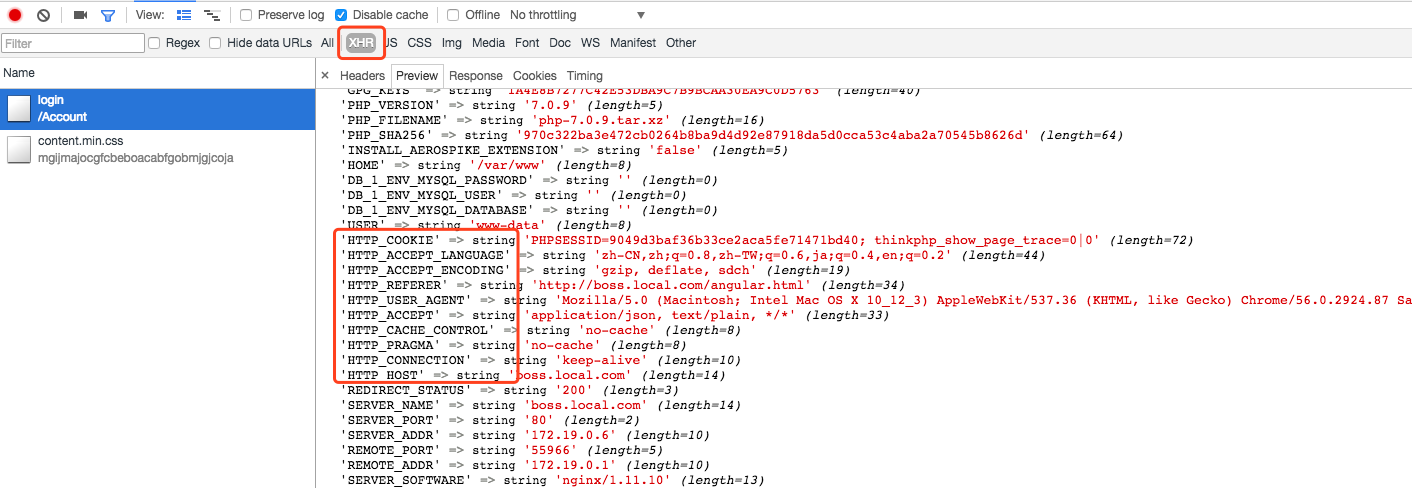 View: Preserve log Disable cache Offline No throttling
Filter Regex Hide data URLs All XHR JS CSS Img Media Font Doc WS Manifest Other
Name
× Headers Preview Response Cookies Timing
login
/Account
content.min.css
mgijmajocgfcbeboacabfgobmjgjcoja
'GPG_KEYS' => string '1A4E8B7277C42E53DBA9C7B9BCAA30EA9C0D5763' (length=40)
'PHP_VERSION' => string '7.0.9' (length=5)
'PHP_FILENAME' => string 'php-7.0.9.tar.xz' (length=16)
'PHP_SHA256' => string '970c322ba3e472cb0264b8ba9d4d92e87918da5d0cca53c4aba2a70545b8626d' (length=64)
'INSTALL_AEROSPIKE_EXTENSION' => string 'false' (length=5)
'HOME' => string '/var/www' (length=8)
'DB_1_ENV_MYSQL_PASSWORD' => string '' (length=0)
'DB_1_ENV_MYSQL_USER' => string '' (length=0)
'DB_1_ENV_MYSQL_DATABASE' => string '' (length=0)
'USER' => string 'www-data' (length=8)
'HTTP_COOKIE' => string 'PHPSESSID=9049d3baf36b33ce2aca5fe71471bd40; thinkphp_show_page_trace=0|0' (length=72)
'HTTP_ACCEPT_LANGUAGE' => string 'zh-CN,zh;q=0.8,zh-TW;q=0.6,ja;q=0.4,en;q=0.2' (length=44)
'HTTP_ACCEPT_ENCODING' => string 'gzip, deflate, sdch' (length=19)
'HTTP_REFERER' => string 'http://boss.local.com/angular.html' (length=34)
'HTTP_USER_AGENT' => string 'Mozilla/5.0 (Macintosh; Intel Mac OS X 10_12_3) AppleWebKit/537.36 (KHTML, like Gecko) Chrome/56.0.2924.87 Sa
'HTTP_ACCEPT' => string 'application/json, text/plain, */*' (length=33)
'HTTP_CACHE_CONTROL' => string 'no-cache' (length=8)
'HTTP_PRAGMA' => string 'no-cache' (length=8)
'HTTP_CONNECTION' => string 'keep-alive' (length=10)
'HTTP_HOST' => string 'boss.local.com' (length=14)
'REDIRECT_STATUS' => string '200' (length=3)
'SERVER_NAME' => string 'boss.local.com' (length=14)
'SERVER_PORT' => string '80' (length=2)
'SERVER_ADDR' => string '172.19.0.6' (length=10)
'REMOTE_PORT' => string '55966' (length=5)
'REMOTE_ADDR' => string '172.19.0.1' (length=10)
'SERVER_SOFTWARE' => string 'nginx/1.11.10' (length=13)